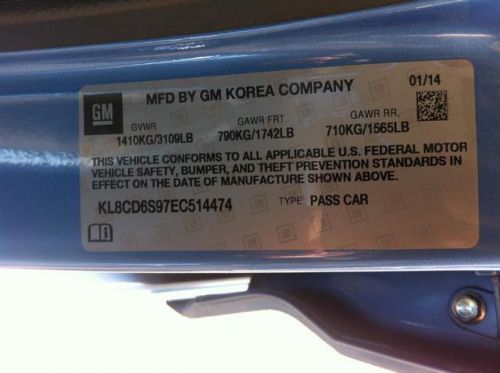 GM
MFD BY GM KOREA COMPANY
01/14
GVWR GAWR FRT. GAWR RR.
1410KG/3109LB 790KG/1742LB 710KG/1565LB
THIS VEHICLE CONFORMS TO ALL APPLICABLE U.S. FEDERAL MOTOR
VEHICLE SAFETY, BUMPER, AND THEFT PREVENTION STANDARDS IN
EFFECT ON THE DATE OF MANUFACTURE SHOWN ABOVE.
KL8CD6S97EC514474 TYPE: PASS CAR